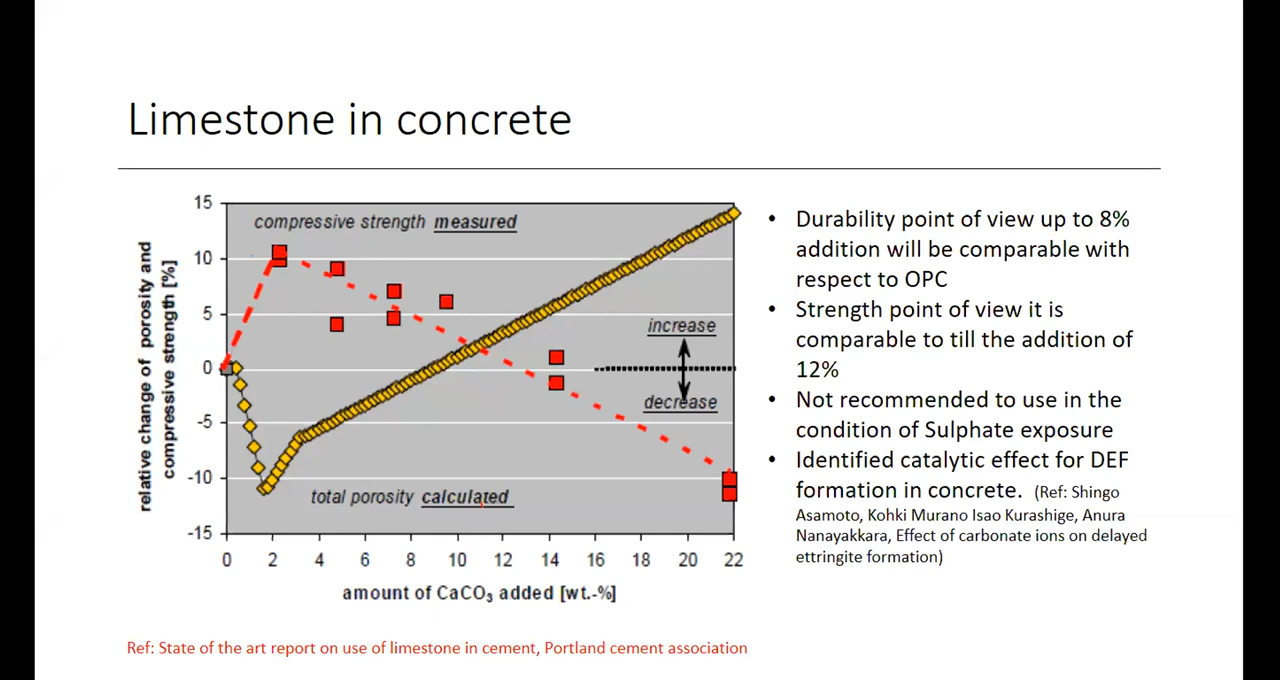 Limestone in concrete
relative change of porosity and
compressive strength [%]
15
10
5
0
-5
-10
-15
compressive strength measured
increase
decrease
total porosity calculated
0 2 4 6 8 10 12 14 16 18 20 22
amount of CaCO₃ added [wt.-%]
• Durability point of view up to 8%
addition will be comparable with
respect to OPC
• Strength point of view it is
comparable to till the addition of
12%
• Not recommended to use in the
condition of Sulphate exposure
• Identified catalytic effect for DEF
formation in concrete. (Ref: Shingo
Asamoto, Kohki Murano Isao Kurashige, Anura
Nanayakkara, Effect of carbonate ions on delayed
ettringite formation)
Ref: State of the art report on use of limestone in cement, Portland cement association